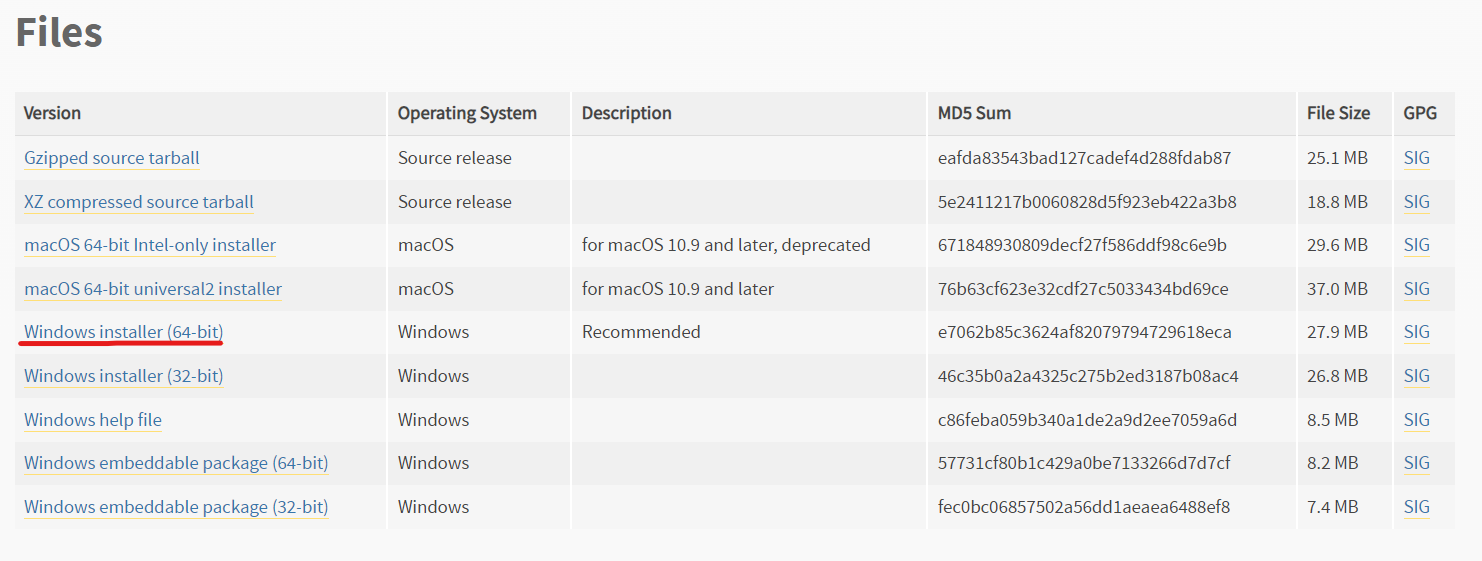 Files
Version Operating System Description MD5 Sum File Size GPG
Gzipped source tarball Source release eafda83543bad127cadef4d288fdab87 25.1 MB SIG
XZ compressed source tarball Source release 5e2411217b0060828d5f923eb422a3b8 18.8 MB SIG
macOS 64-bit Intel-only installer macOS for macOS 10.9 and later, deprecated 671848930809decf27f586ddf98c6e9b 29.6 MB SIG
macOS 64-bit universal2 installer macOS for macOS 10.9 and later 76b63cf623e32cdf27c5033434bd69ce 37.0 MB SIG
Windows installer (64-bit) Windows Recommended e7062b85c3624af82079794729618eca 27.9 MB SIG
Windows installer (32-bit) Windows 46c35b0a2a4325c275b2ed3187b08ac4 26.8 MB SIG
Windows help file Windows c86feba059b340a1de2a9d2ee7059a6d 8.5 MB SIG
Windows embeddable package (64-bit) Windows 57731cf80b1c429a0be7133266d7d7cf 8.2 MB SIG
Windows embeddable package (32-bit) Windows fec0bc06857502a56dd1aeaea6488ef8 7.4 MB SIG